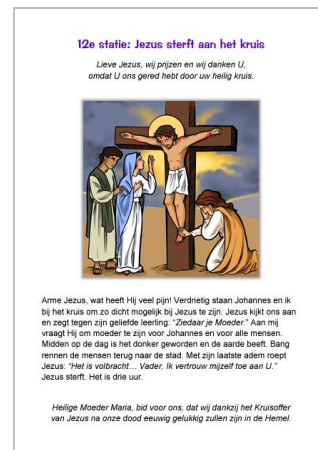 12e statie: Jezus sterft aan het kruis
Lieve Jezus, wij prijzen en wij danken U,
omdat U ons gered hebt door uw heilig kruis.
Arme Jezus, wat heeft Hij veel pijn! Verdrietig staan Johannes en ik
bij het kruis om zo dicht mogelijk bij Jezus te zijn. Jezus kijkt ons aan
en zegt tegen zijn geliefde leerling: “Ziedaar je Moeder.” Aan mij
vraagt Hij om moeder te zijn voor Johannes en voor alle mensen.
Midden op de dag is het donker geworden en de aarde beeft. Bang
rennen de mensen terug naar de stad. Met zijn laatste adem roept
Jezus: “Het is volbracht… Vader, Ik vertrouw mijzelf toe aan U.”
Jezus sterft. Het is drie uur.
Heilige Moeder Maria, bid voor ons, dat wij dankzij het Kruisoffer
van Jezus na onze dood eeuwig gelukkig zullen zijn in de Hemel.